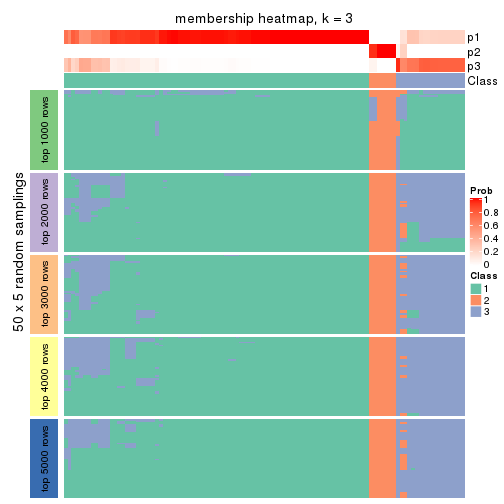 membership heatmap, k = 3
p1
p2
p3
Class
50 x 5 random samplings
top 1000 rows
top 2000 rows
top 3000 rows
top 4000 rows
top 5000 rows
Prob
1
0.8
0.6
0.4
0.2
0
Class
1
2
3